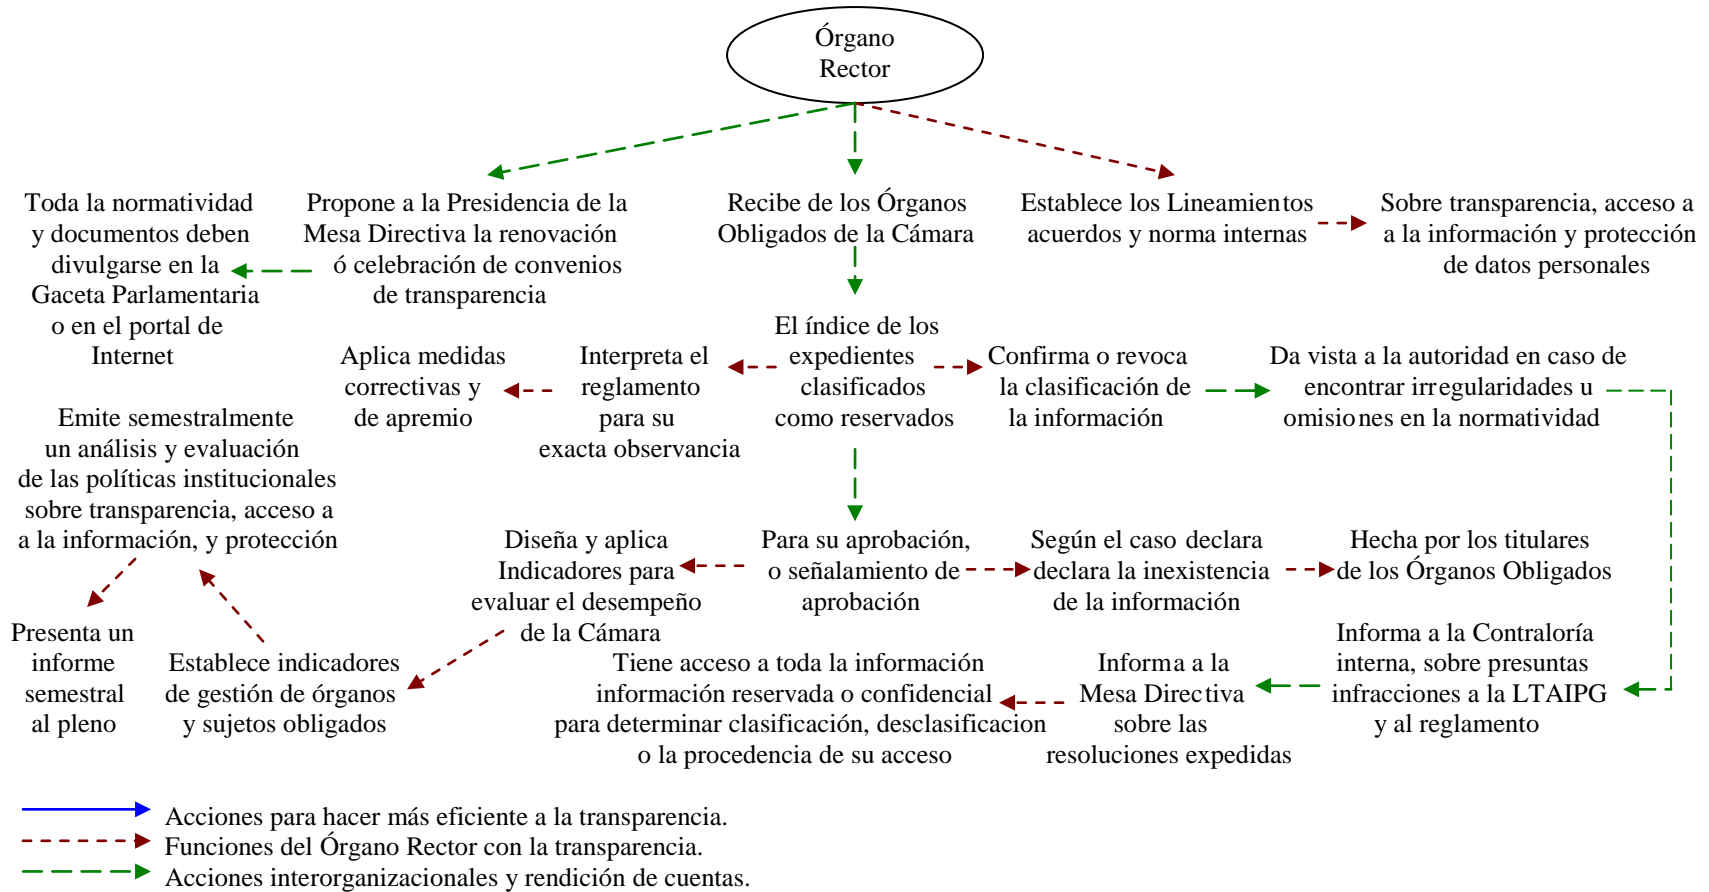 Órgano
Rector
Toda la normatividad
y documentos deben
divulgarse en la
Gaceta Parlamentaria
o en el portal de
Internet
Propone a la Presidencia de la
Mesa Directiva la renovación
ó celebración de convenios
de transparencia
Recibe de los Órganos
Obligados de la Cámara
Establece los Lineamientos
acuerdos y norma internas
Sobre transparencia, acceso a
a la información y protección
de datos personales
Aplica medidas
correctivas y
de apremio
Interpreta el
reglamento
para su
exacta observancia
El índice de los
expedientes
clasificados
como reservados
Confirma o revoca
la clasificación de
la información
Da vista a la autoridad en caso de
encontrar irregularidades u
omisiones en la normatividad
Emite semestralmente
un análisis y evaluación
de las políticas institucionales
sobre transparencia, acceso a
a la información, y protección
Diseña y aplica
Indicadores para
evaluar el desempeño
de la Cámara
Para su aprobación,
o señalamiento de
aprobación
Según el caso declara
declara la inexistencia
de la información
Hecha por los titulares
de los Órganos Obligados
Presenta un
informe
semestral
al pleno
Establece indicadores
de gestión de órganos
y sujetos obligados
Tiene acceso a toda la información
información reservada o confidencial
para determinar clasificación, desclasificacion
o la procedencia de su acceso
Informa a la
Mesa Directiva
sobre las
resoluciones expedidas
Informa a la Contraloría
interna, sobre presuntas
infracciones a la LTAIPG
y al reglamento
Acciones para hacer más eficiente a la transparencia.
Funciones del Órgano Rector con la transparencia.
Acciones interorganizacionales y rendición de cuentas.